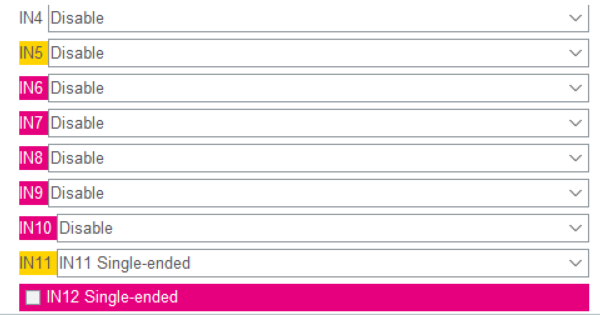 IN4 Disable
IN5 Disable
IN6 Disable
IN7 Disable
IN8 Disable
IN9 Disable
IN10 Disable
IN11 IN11 Single-ended
IN12 Single-ended